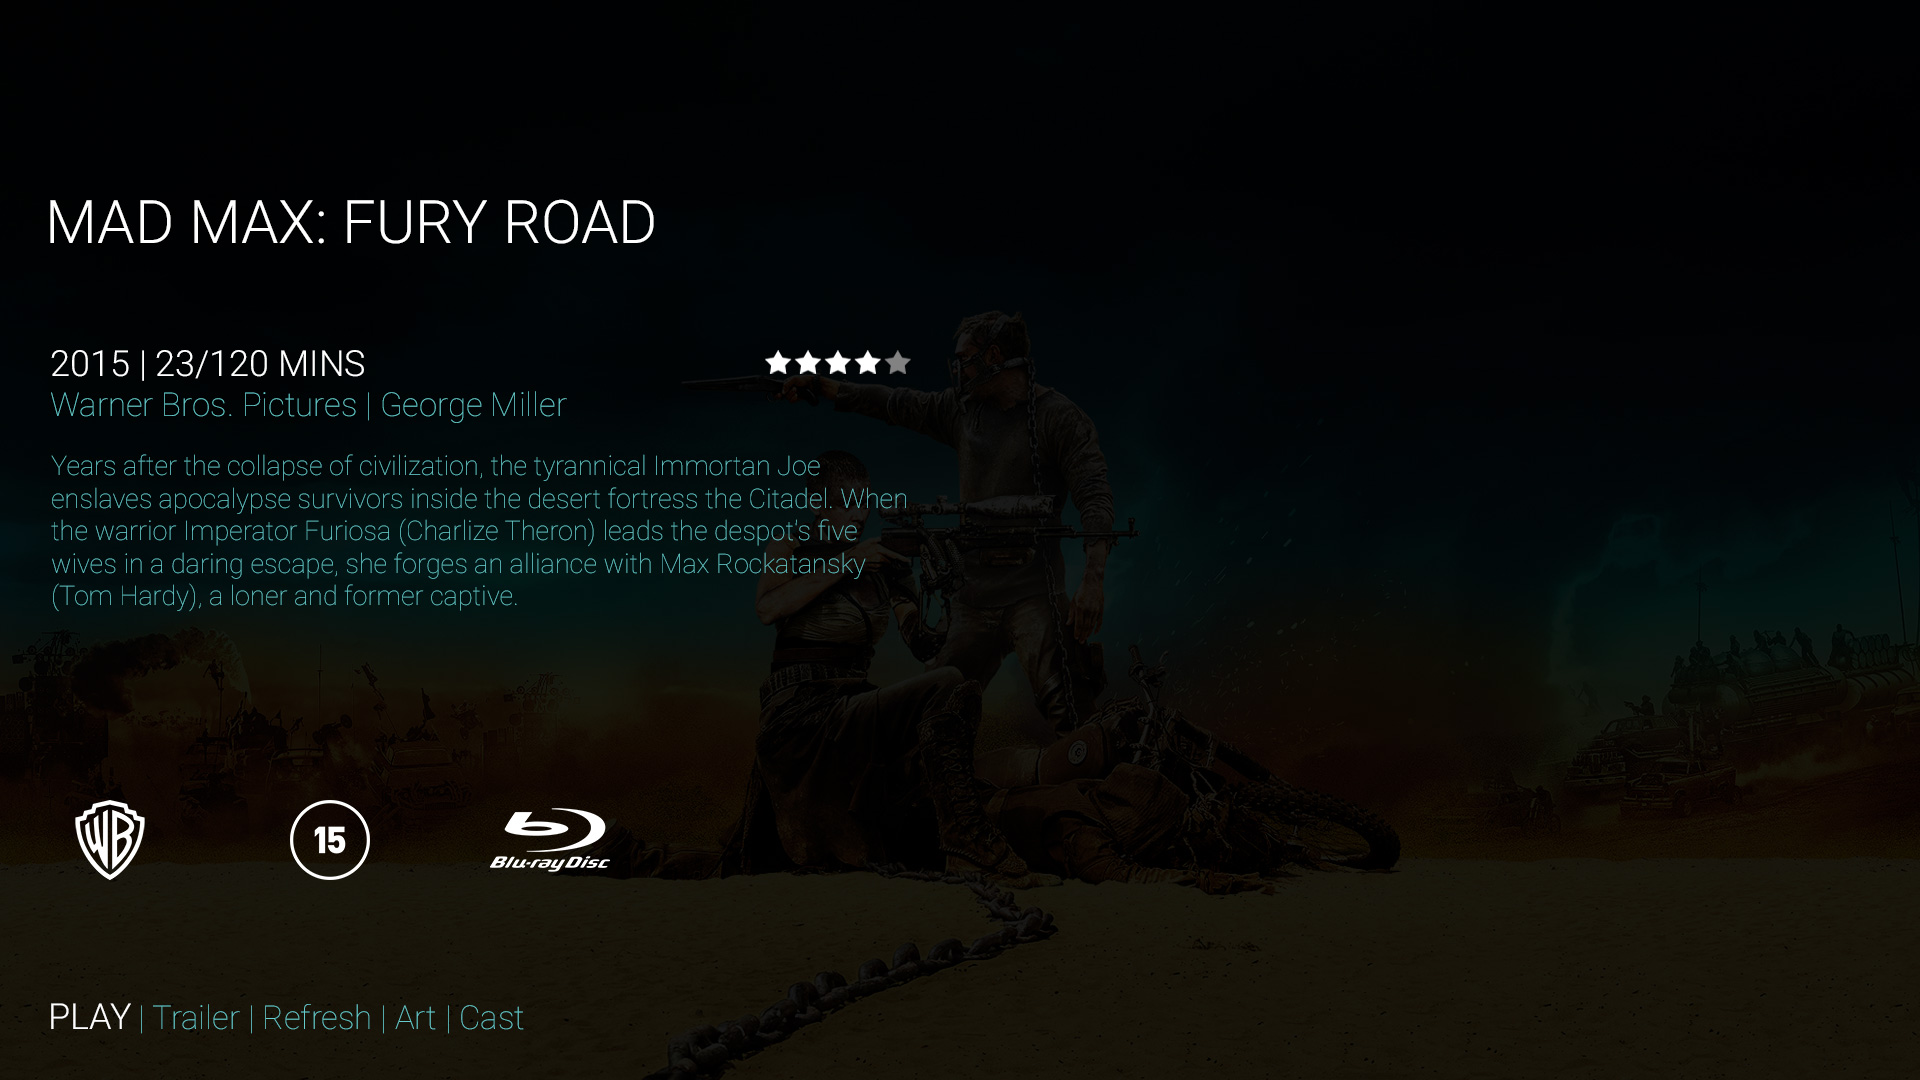 MAD MAX: FURY ROAD
2015 | 23/120 MINS
Warner Bros. Pictures | George Miller
Years after the collapse of civilization, the tyrannical Immortan Joe
enslaves apocalypse survivors inside the desert fortress the Citadel. When
the warrior Imperator Furiosa (Charlize Theron) leads the despot's five
wives in a daring escape, she forges an alliance with Max Rockatansky
(Tom Hardy), a loner and former captive.
WB 15 Blu-ray Disc
PLAY | Trailer | Refresh | Art | Cast